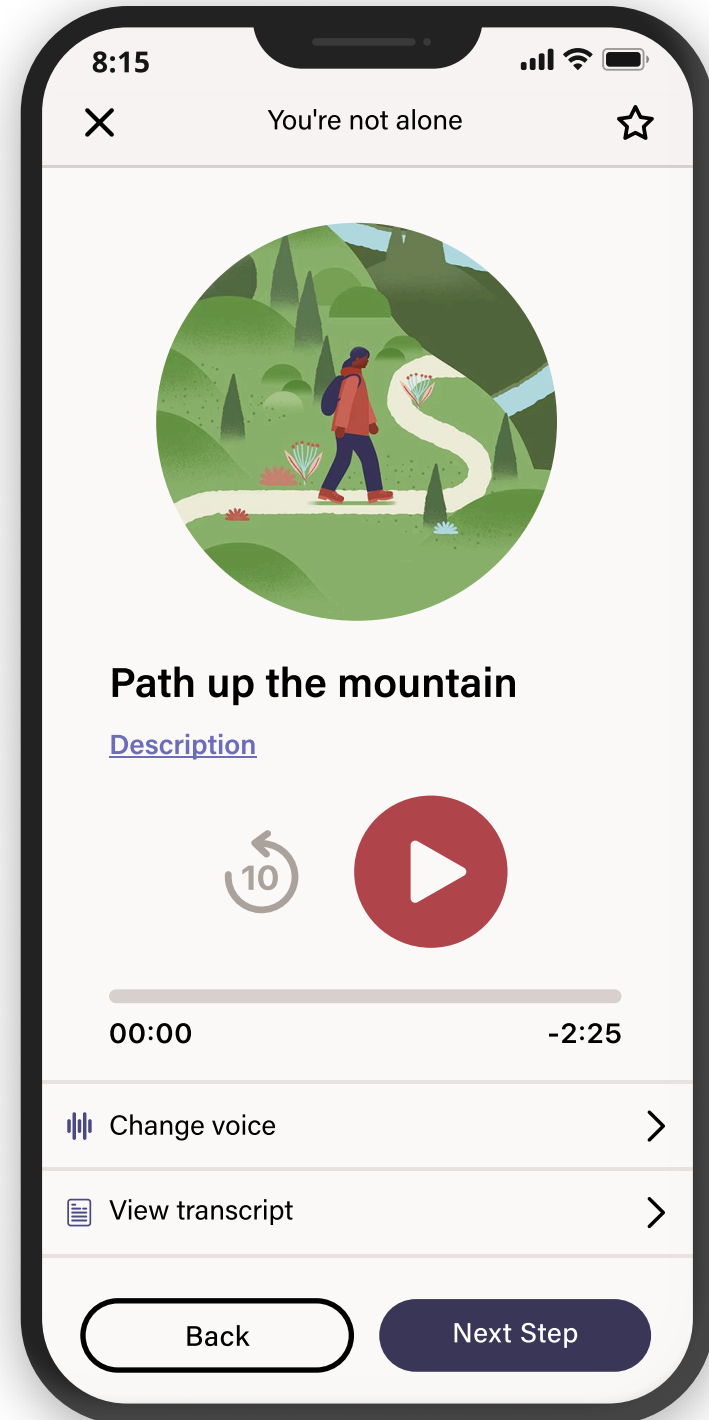 8:15
You're not alone
Path up the mountain
Description
10
00:00
-2:25
Change voice
View transcript
Back
Next Step